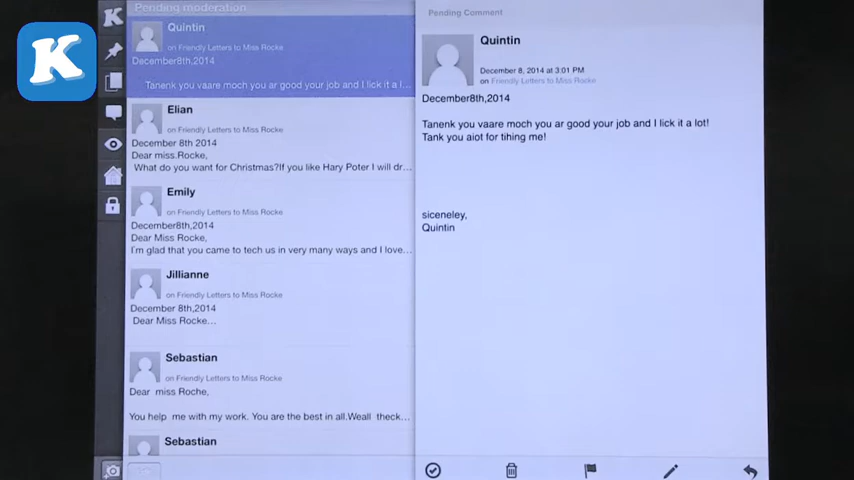 K
K
Pending moderation
Quintin
on Friendly Letters to Miss Rocke
December8th,2014
Tanenk you vaare moch you ar good your job and I lick it a l...
Elian
on Friendly Letters to Miss Rocke
December 8th 2014
Dear miss.Rocke,
What do you want for Christmas?If you like Hary Poter I will dr...
Emily
on Friendly Letters to Miss Rocke
December8th,2014
Dear Miss Rocke,
I'm glad that you came to tech us in very many ways and I love...
Jillianne
on Friendly Letters to Miss Rocke
December 8th,2014
Dear Miss Rocke...
Sebastian
on Friendly Letters to Miss Rocke
Dear miss Roche,
You help me with my work. You are the best in all.Weall theck...
Sebastian
Pending Comment
Quintin
December 8, 2014 at 3:01 PM
on Friendly Letters to Miss Rocke
December8th,2014
Tanenk you vaare moch you ar good your job and I lick it a lot!
Tank you aiot for tihing me!
siceneley,
Quintin